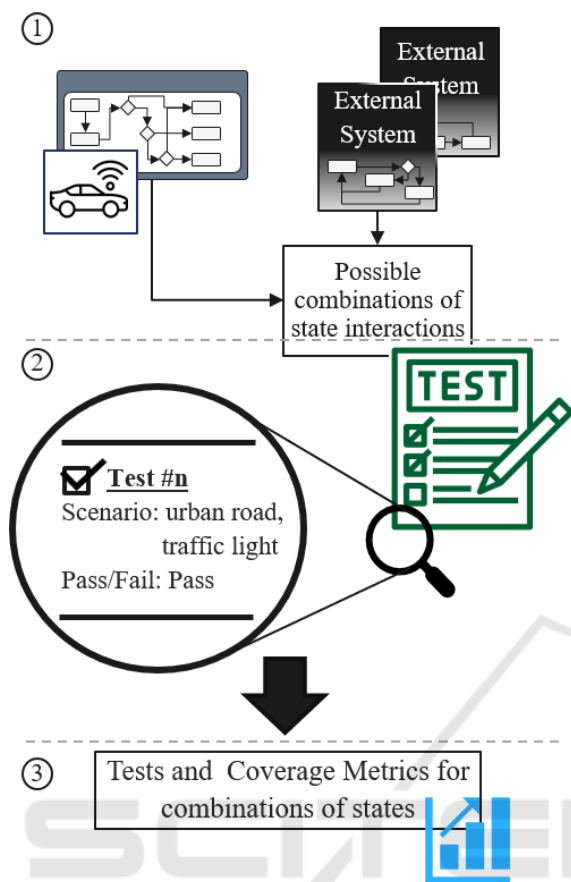 1
External
System
External
System
Possible
combinations of
state interactions
2
TEST
Test #n
Scenario: urban road,
traffic light
Pass/Fail: Pass
3
Tests and Coverage Metrics for
combinations of states